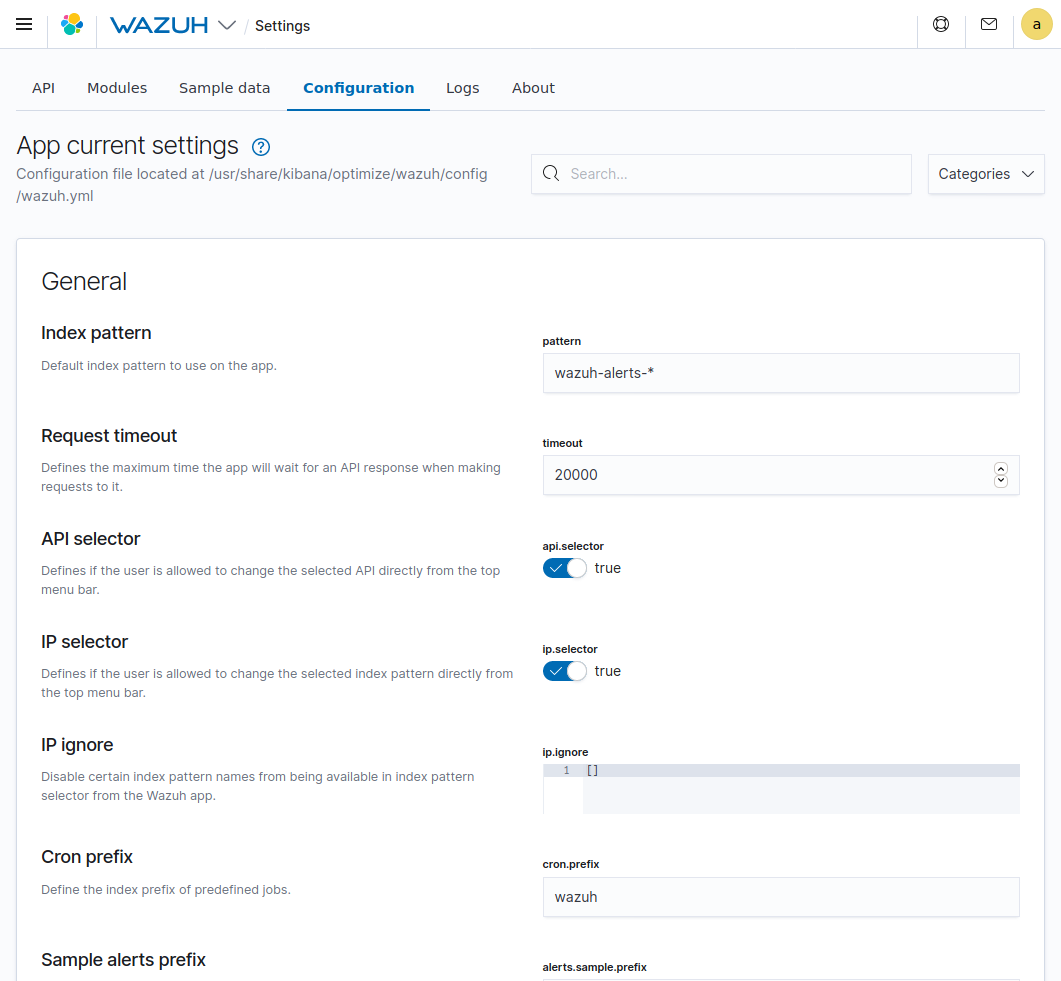 WAZUH / Settings a
API Modules Sample data Configuration Logs About
App current settings ?
Configuration file located at /usr/share/kibana/optimize/wazuh/config
/wazuh.yml
Search...
Categories
General
Index pattern
Default index pattern to use on the app.
pattern
wazuh-alerts-*
Request timeout
Defines the maximum time the app will wait for an API response when making
requests to it.
timeout
20000
API selector
Defines if the user is allowed to change the selected API directly from the top
menu bar.
api.selector
true
IP selector
Defines if the user is allowed to change the selected index pattern directly from
the top menu bar.
ip.selector
true
IP ignore
Disable certain index pattern names from being available in index pattern
selector from the Wazuh app.
ip.ignore
1 []
Cron prefix
Define the index prefix of predefined jobs.
cron.prefix
wazuh
Sample alerts prefix
alerts.sample.prefix